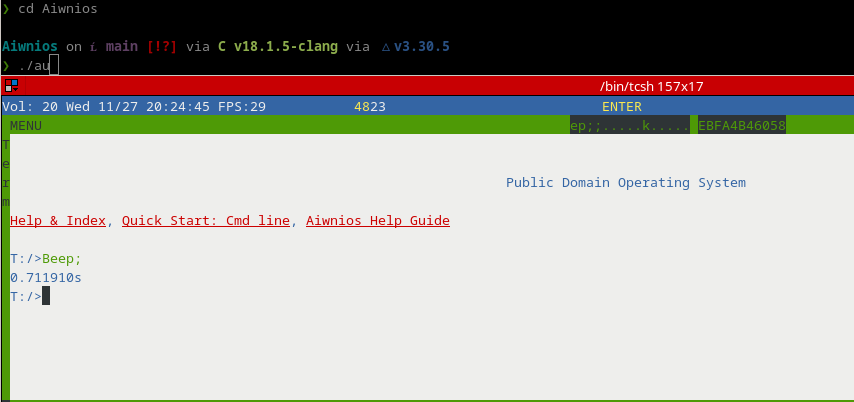 ❯ cd Aiwnios
Aiwnios on main [!?] via C v18.1.5-clang via △ v3.30.5
❯ ./au
/bin/tcsh 157x17
Vol: 20 Wed 11/27 20:24:45 FPS:29 4823 ENTER
MENU ep;;.....k..... EBFA4B46058
Term
Public Domain Operating System
Help & Index, Quick Start: Cmd line, Aiwnios Help Guide
T:/>Beep;
0.711910s
T:/>